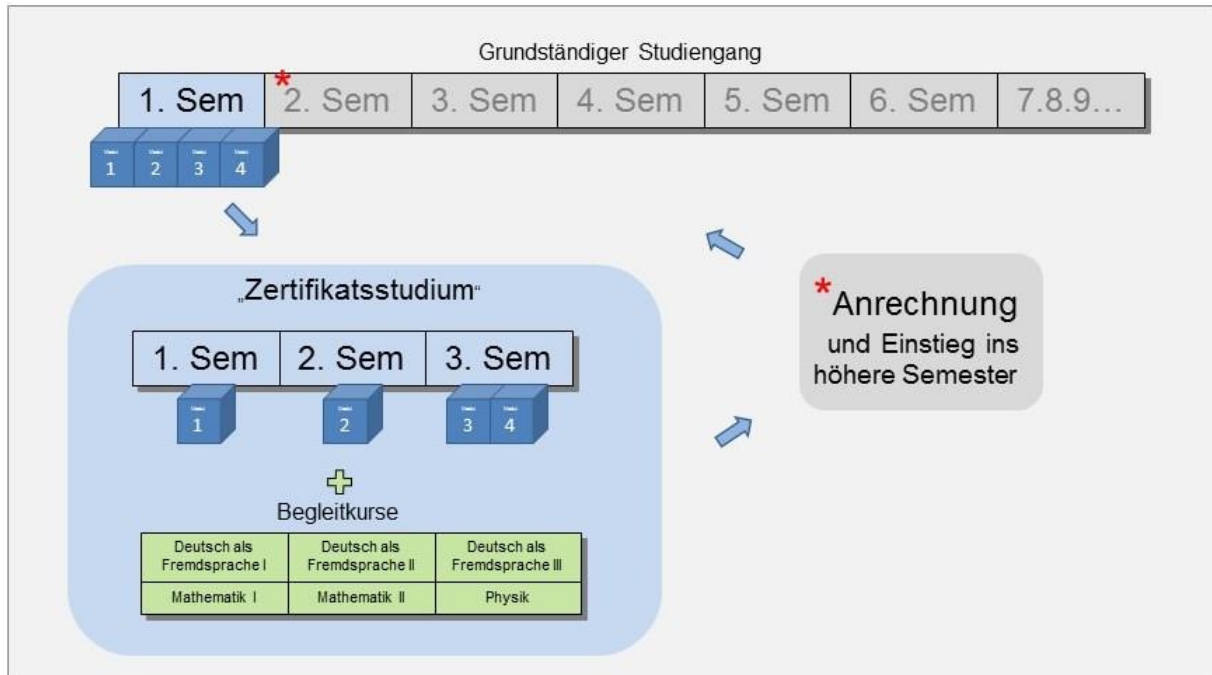 Grundständiger Studiengang
1. Sem
*
2. Sem
3. Sem
4. Sem
5. Sem
6. Sem
7.8.9...
1
2
3
4
„Zertifikatsstudium“
1. Sem
2. Sem
3. Sem
1
2
3
4
Begleitkurse
Deutsch als
Fremdsprache I
Deutsch als
Fremdsprache II
Deutsch als
Fremdsprache III
Mathematik I
Mathematik II
Physik
*Anrechnung
und Einstieg ins
höhere Semester